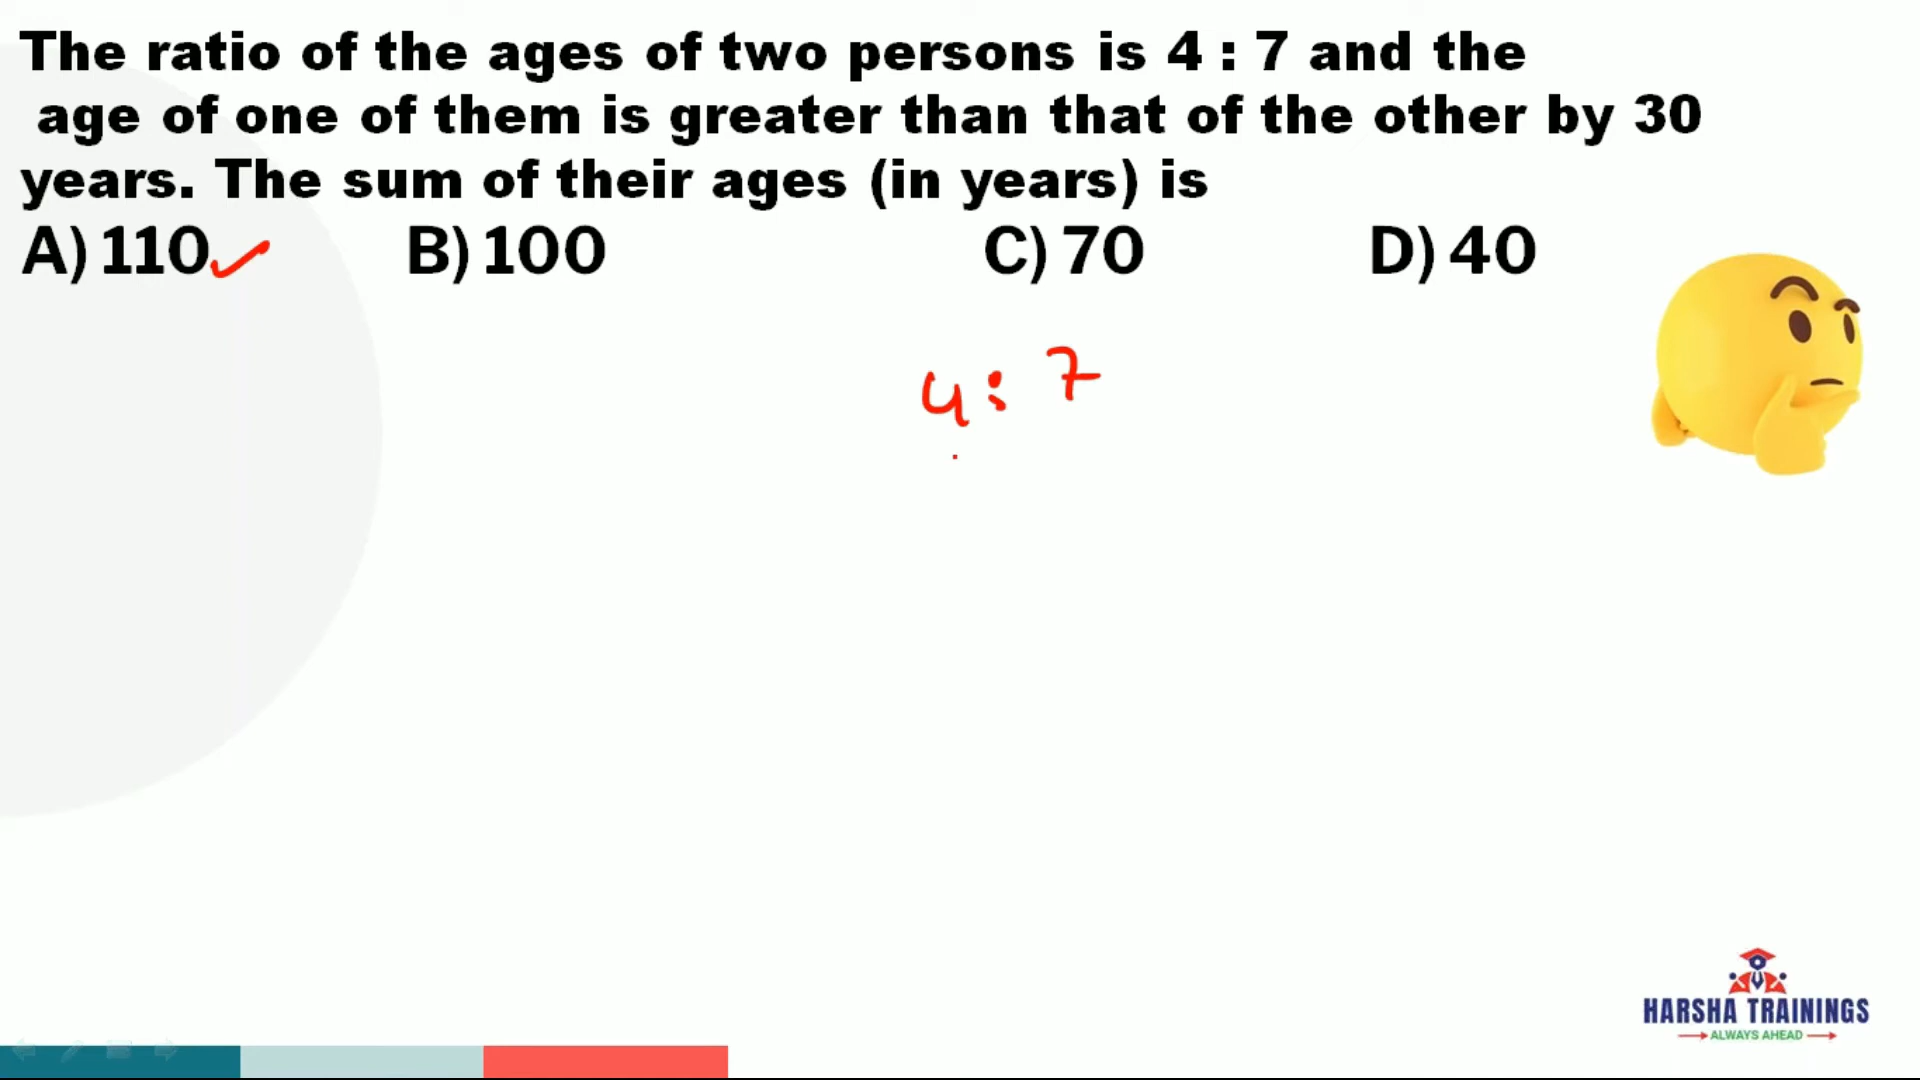 The ratio of the ages of two persons is 4 : 7 and the
age of one of them is greater than that of the other by 30
years. The sum of their ages (in years) is
A) 110 B) 100 C) 70 D) 40
4 : 7
HARSHA TRAININGS
ALWAYS AHEAD